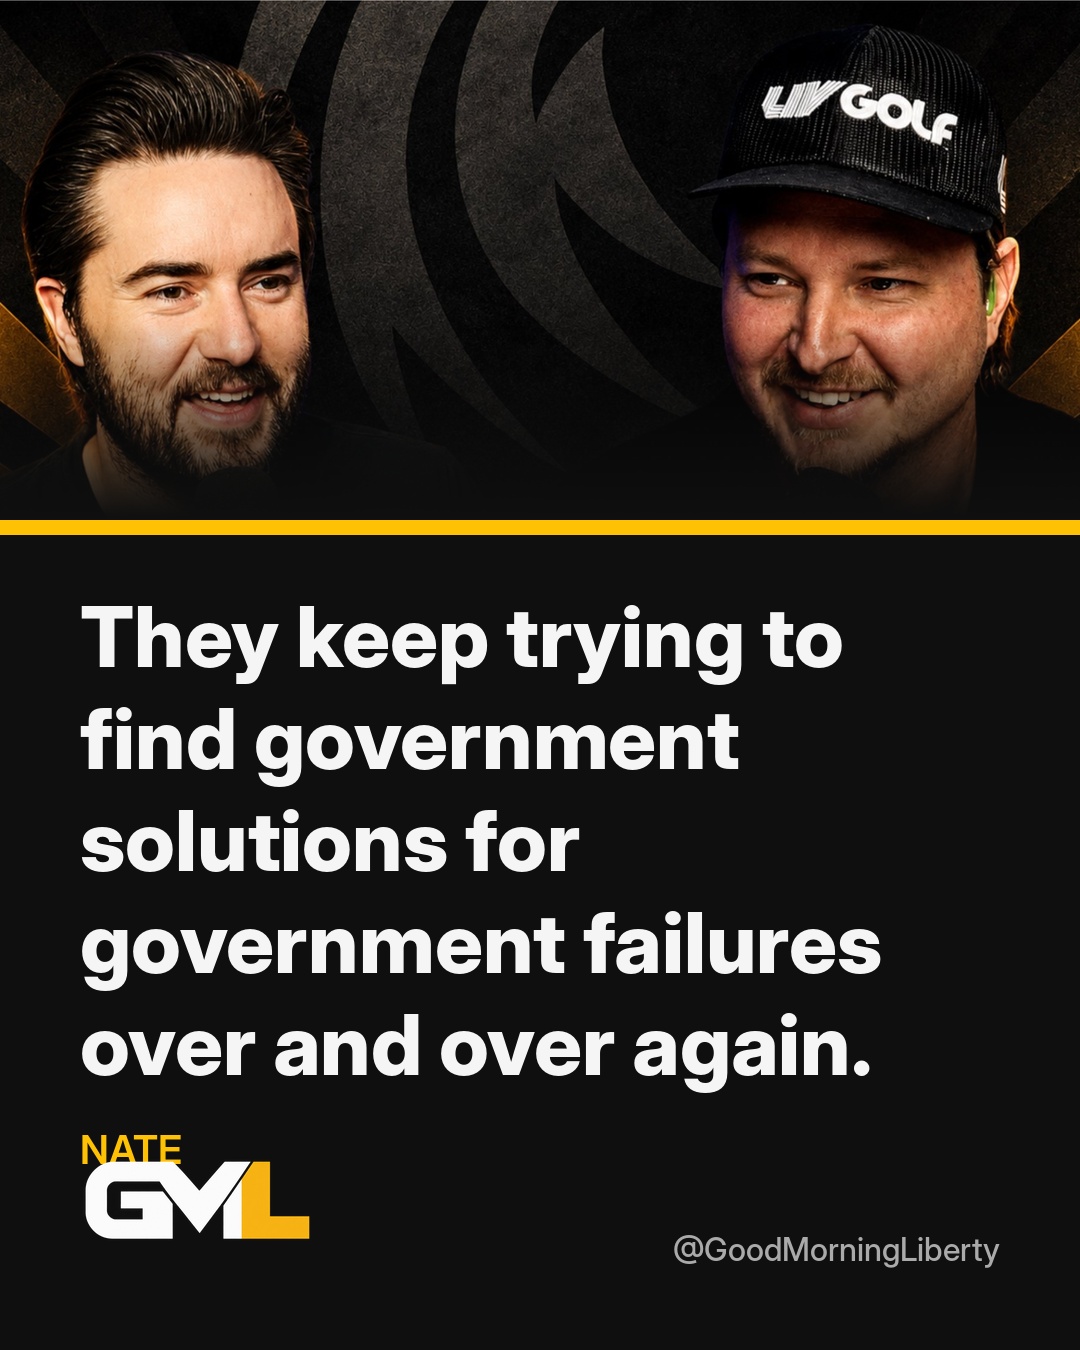 LIV GOLF
They keep trying to
find government
solutions for
government failures
over and over again.
NATE
GML
@GoodMorningLiberty